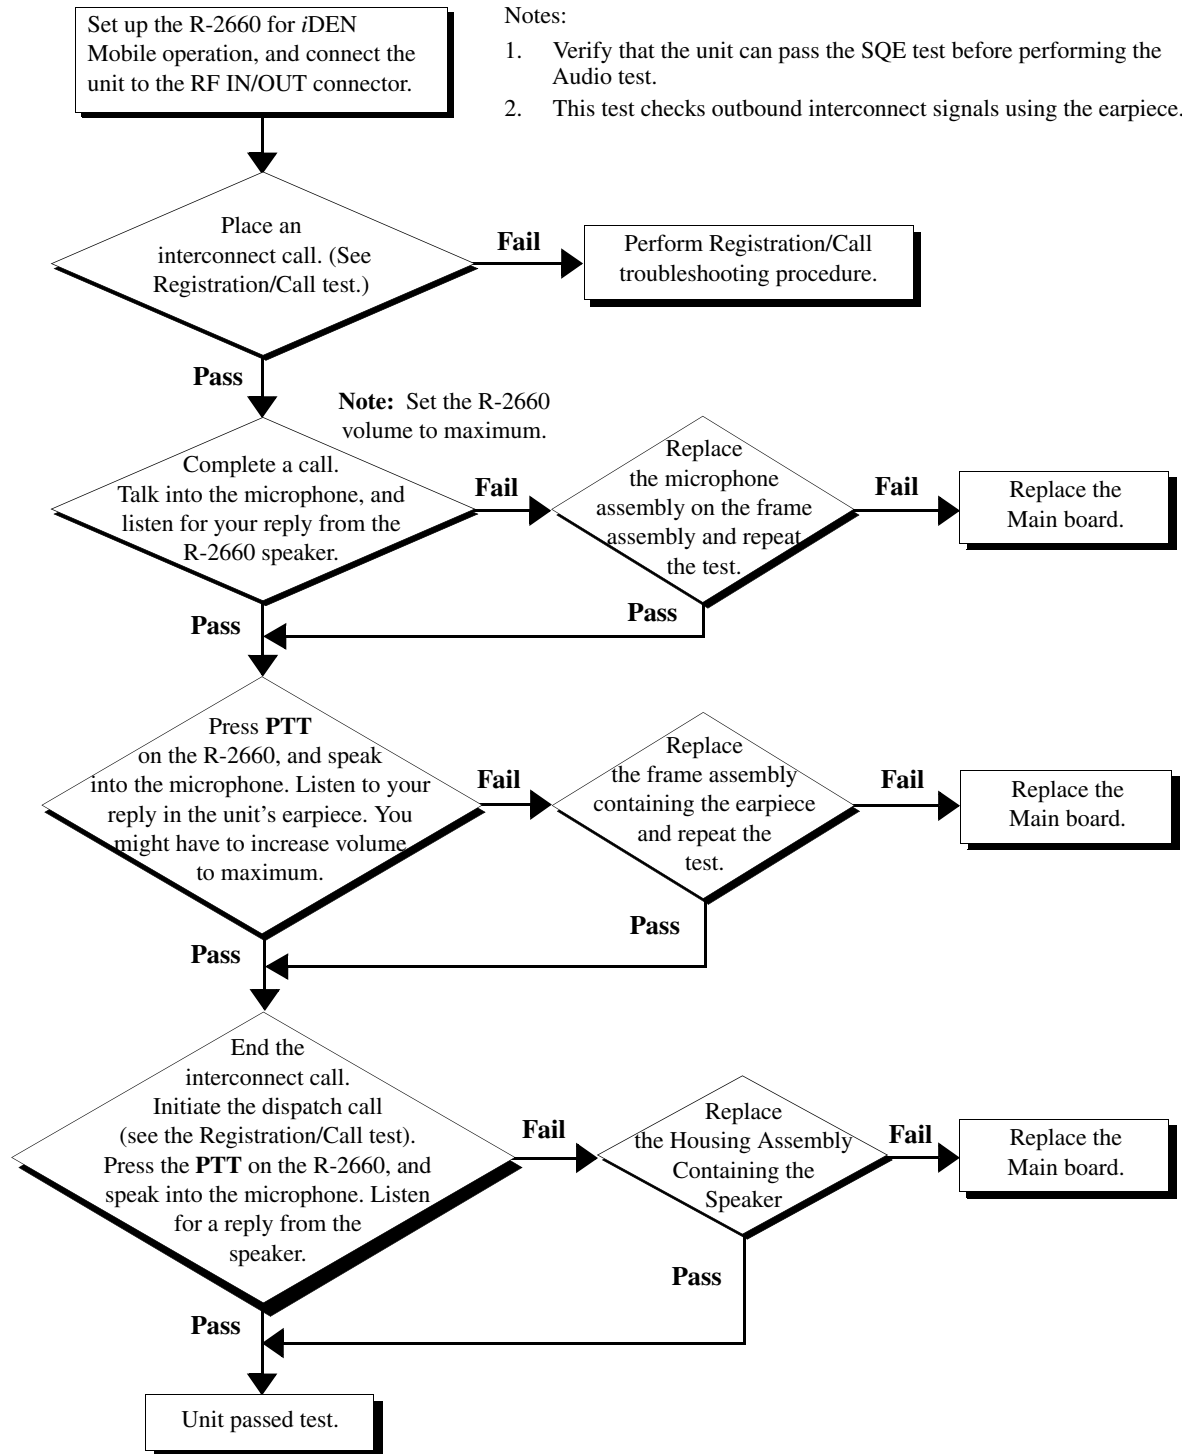 Set up the R-2660 for iDEN
Mobile operation, and connect the
unit to the RF IN/OUT connector.
Notes:
1. Verify that the unit can pass the SQE test before performing the
Audio test.
2. This test checks outbound interconnect signals using the earpiece.
Place an
interconnect call. (See
Registration/Call test.)
Fail
Perform Registration/Call
troubleshooting procedure.
Pass
Note: Set the R-2660
volume to maximum.
Complete a call.
Talk into the microphone, and
listen for your reply from the
R-2660 speaker.
Fail
Replace
the microphone
assembly on the frame
assembly and repeat
the test.
Fail
Replace the
Main board.
Pass
Pass
Press PTT
on the R-2660, and speak
into the microphone. Listen to your
reply in the unit's earpiece. You
might have to increase volume
to maximum.
Fail
Replace
the frame assembly
containing the earpiece
and repeat the
test.
Fail
Replace the
Main board.
Pass
Pass
End the
interconnect call.
Initiate the dispatch call
(see the Registration/Call test).
Press the PTT on the R-2660, and
speak into the microphone. Listen
for a reply from the
speaker.
Fail
Replace
the Housing Assembly
Containing the
Speaker
Fail
Replace the
Main board.
Pass
Pass
Unit passed test.